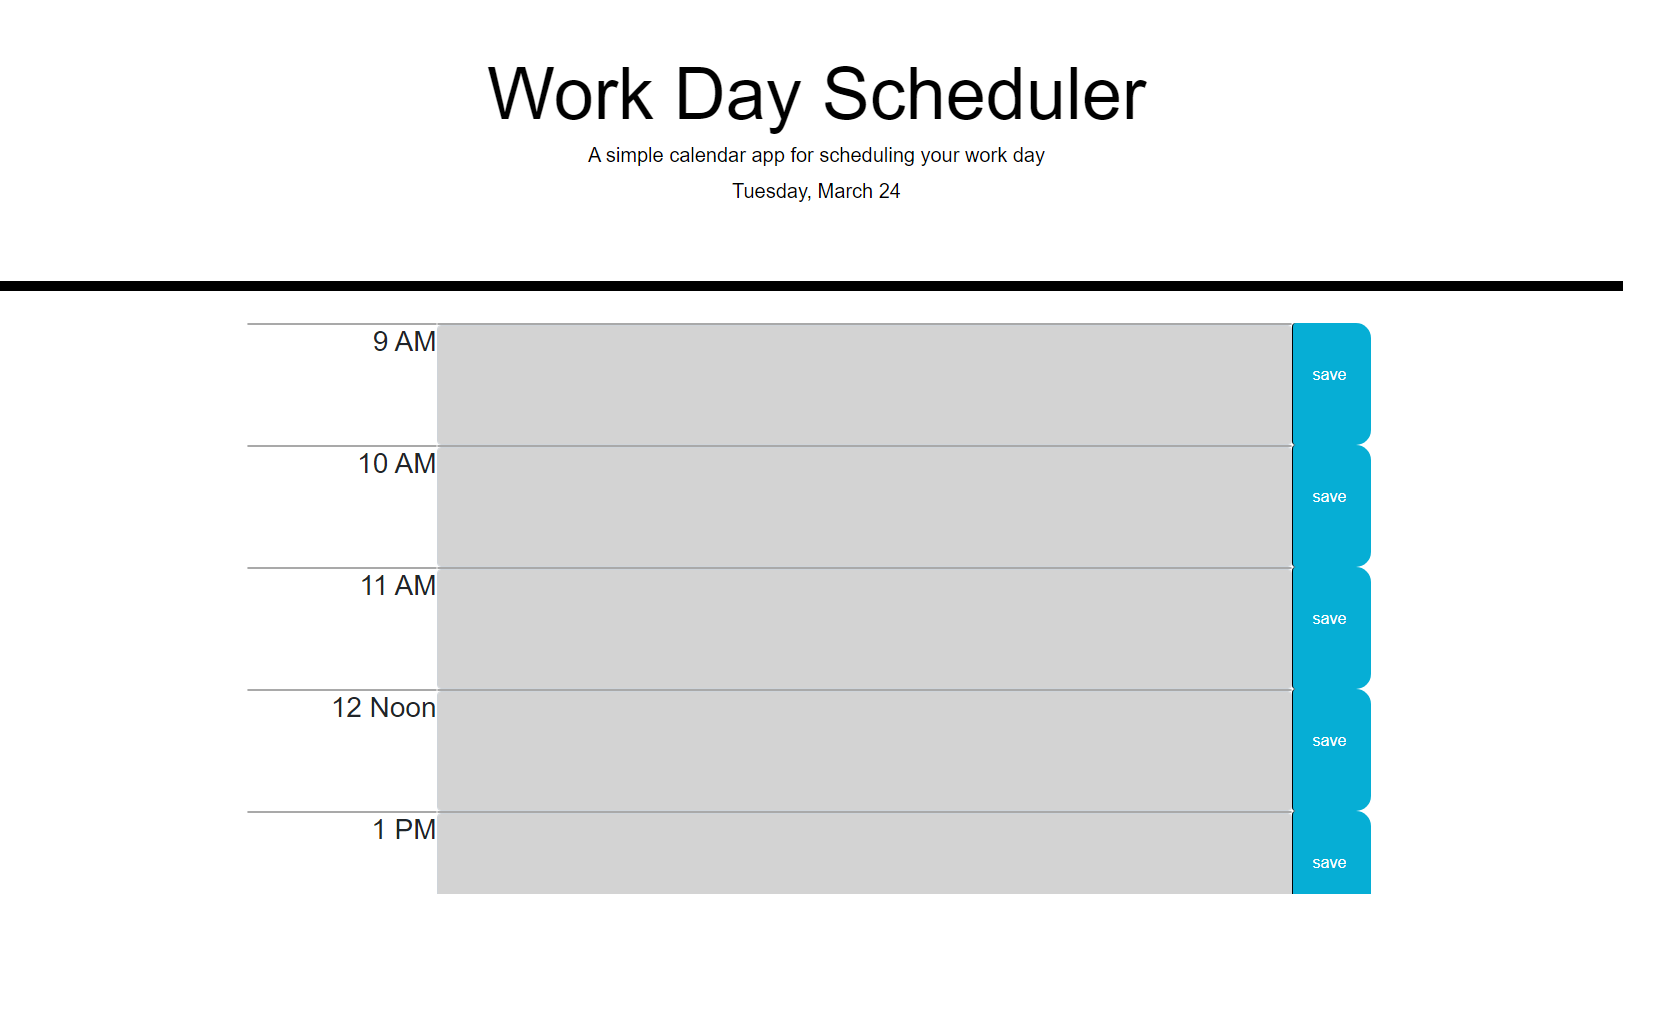 Work Day Scheduler
A simple calendar app for scheduling your work day
Tuesday, March 24
9 AM
save
10 AM
save
11 AM
save
12 Noon
save
1 PM
save